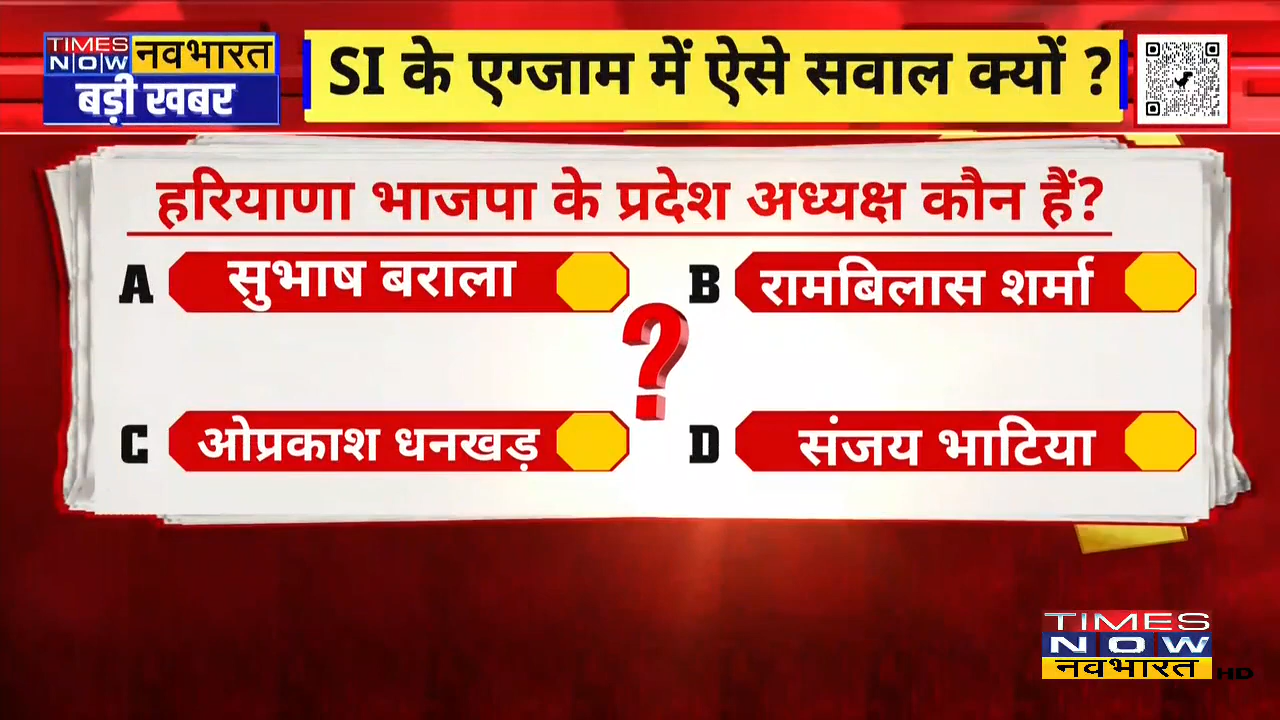 TIMES NOW नवभारत
बड़ी खबर
SI के एग्जाम में ऐसे सवाल क्यों ?
हरियाणा भाजपा के प्रदेश अध्यक्ष कौन हैं?
A सुभाष बराला
B रामबिलास शर्मा
?
C ओप्रकाश धनखड़
D संजय भाटिया
TIMES
NOW
नवभारत HD